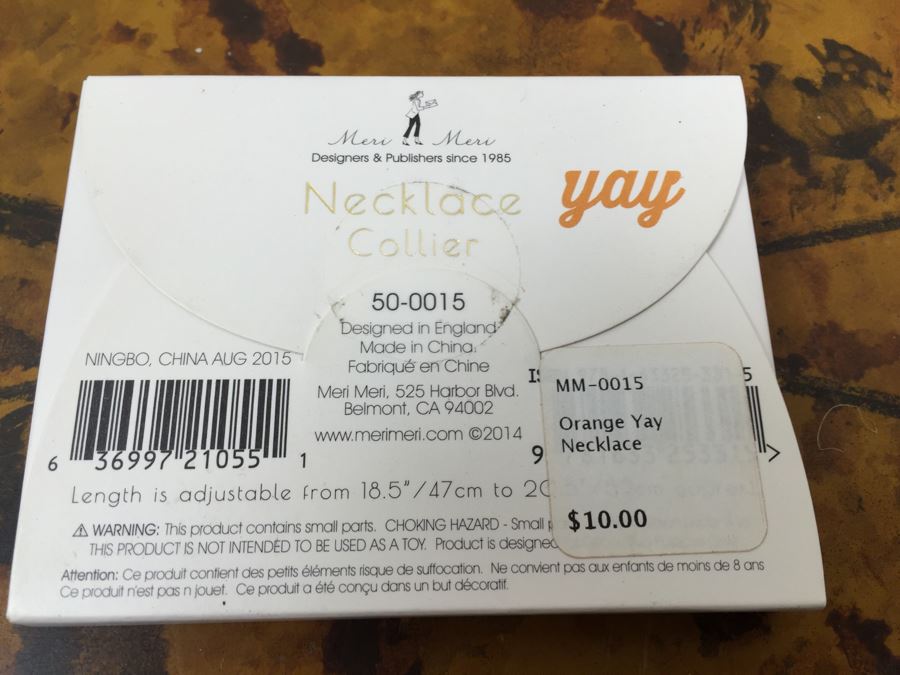 Meri Meri
Designers & Publishers since 1985
Necklace
Collier
yay
50-0015
Designed in England
Made in China
Fabriqué en Chine
Meri Meri, 525 Harbor Blvd.
Belmont, CA 94002
www.merimeri.com ©2014
NINGBO, CHINA AUG 2015
6 36997 21055 1
MM-0015
Orange Yay
Necklace
$10.00
Length is adjustable from 18.5"/47cm to
WARNING: This product contains small parts. CHOKING HAZARD - Small
THIS PRODUCT IS NOT INTENDED TO BE USED AS A TOY. Product is designed
Attention: Ce produit contient des petits éléments risque de suffocation. Ne convient pas aux enfants de moins de 8 ans
Ce produit n'est pas n jouet. Ce produit a été conçu dans un but décoratif.